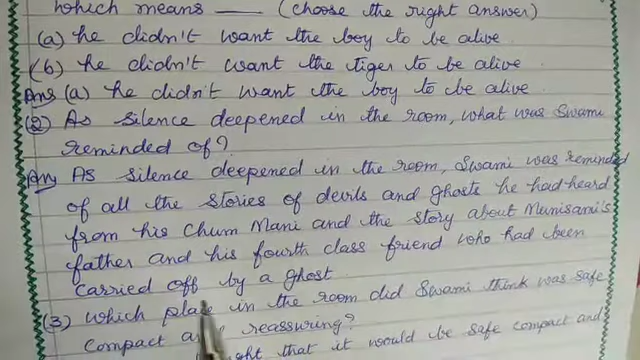 which means ___ (choose the right answer)
(a) he didn't want the boy to be alive
(b) he didn't want the tiger to be alive
Ans (a) he didn't want the boy to be alive
(2) As silence deepened in the room, what was Swami
reminded of?
An As silence deepened in the room, Swami was reminded
of all the stories of devils and ghosts he had heard
from his chum Mani and the story about Munisami's
father and his fourth class friend who had been
carried off by a ghost
(3) Which place in the room did Swami think was safe
compact and reassuring?
that it would be safe compact and